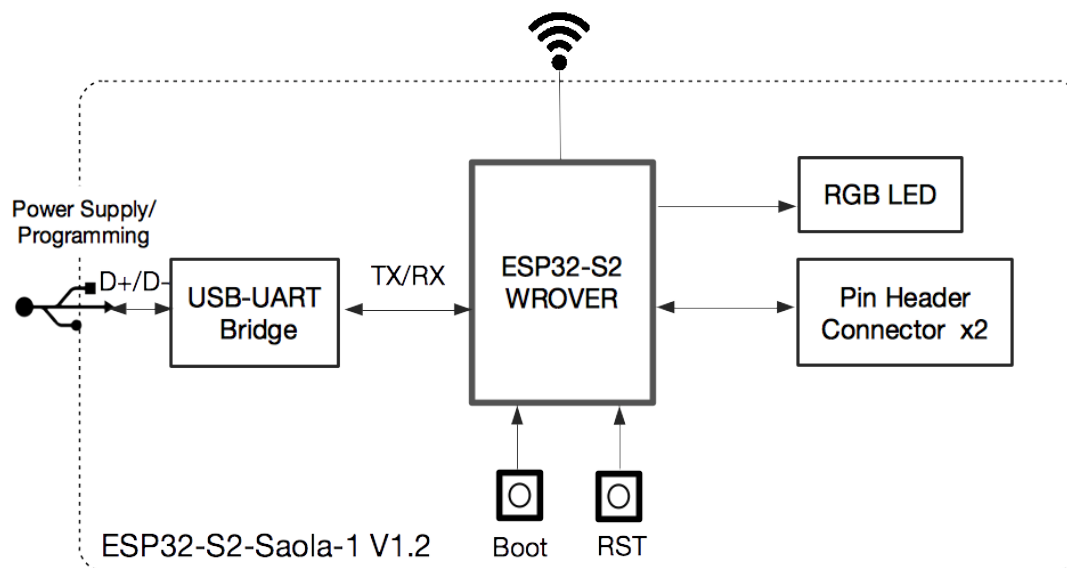 Power Supply/
Programming
D+/D-
USB-UART
Bridge
TX/RX
ESP32-S2
WROVER
RGB LED
Pin Header
Connector x2
Boot
RST
ESP32-S2-Saola-1 V1.2